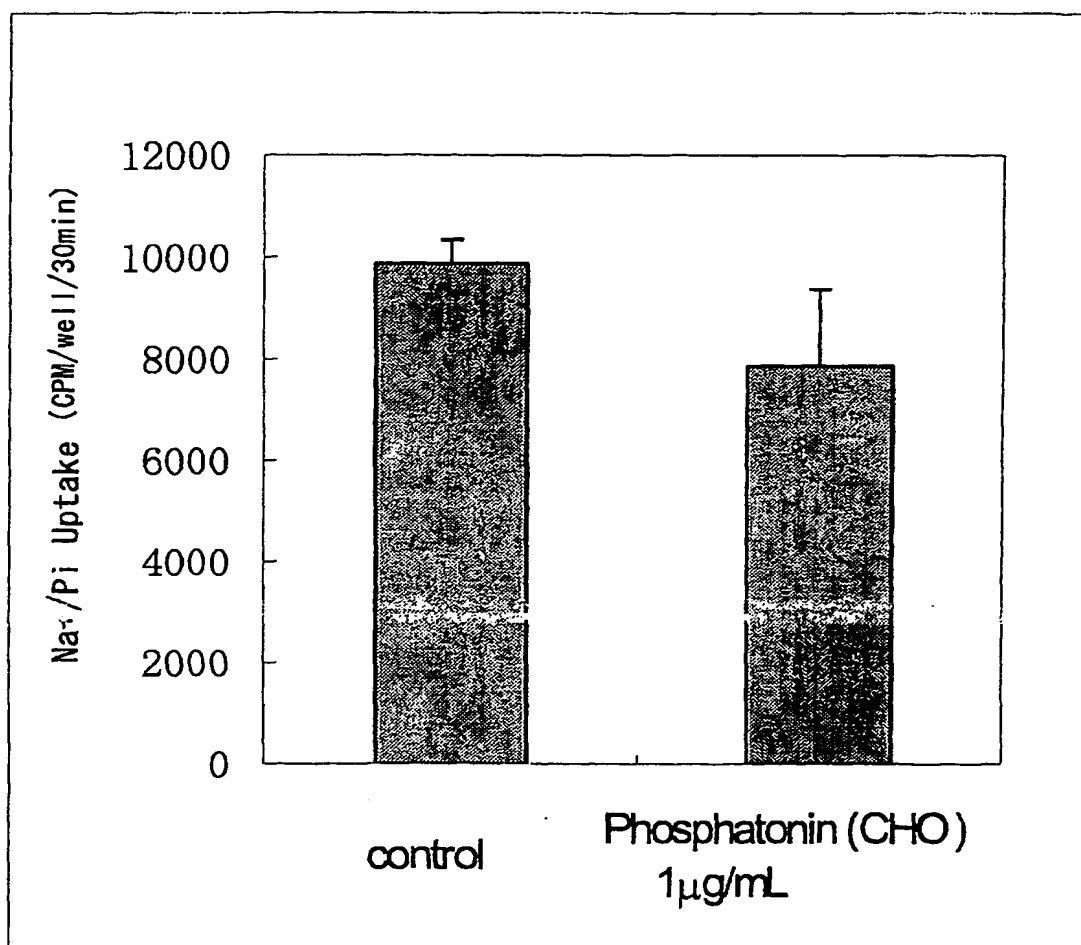 12000
10000
8000
6000
4000
2000
0
Na⁺/Pi Uptake (CPM/well/30min)
control
Phosphatonin (CHO)
1μg/mL